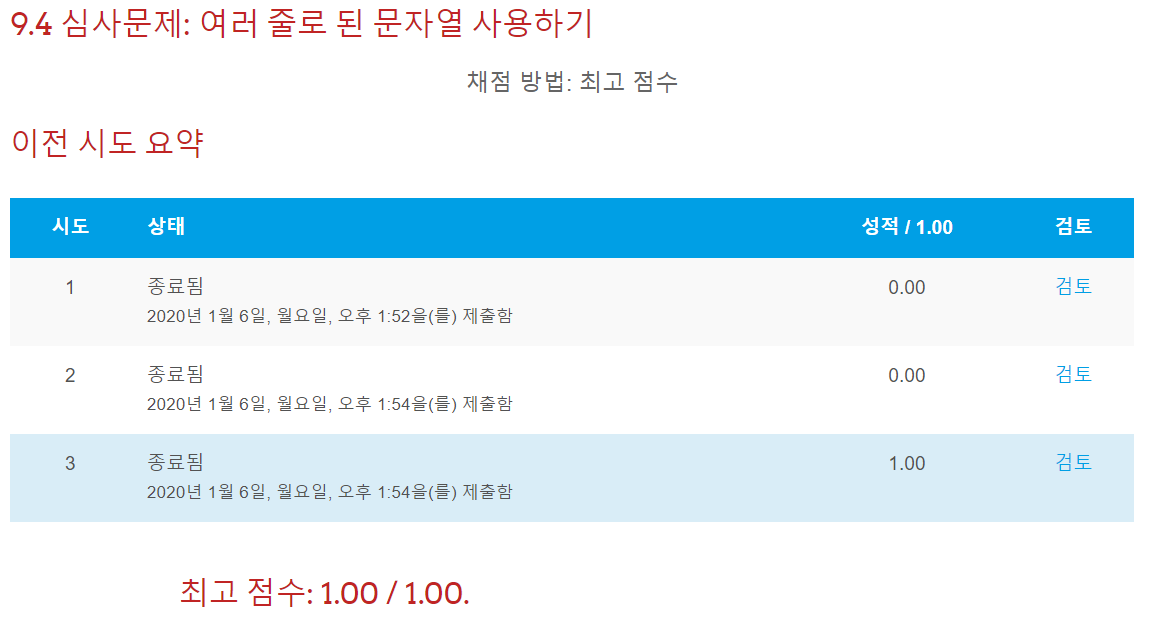 9.4 심사문제: 여러 줄로 된 문자열 사용하기
채점 방법: 최고 점수
이전 시도 요약
시도 상태 성적 / 1.00 검토
1 종료됨 0.00 검토
2020년 1월 6일, 월요일, 오후 1:52을(를) 제출함
2 종료됨 0.00 검토
2020년 1월 6일, 월요일, 오후 1:54을(를) 제출함
3 종료됨 1.00 검토
2020년 1월 6일, 월요일, 오후 1:54을(를) 제출함
최고 점수: 1.00 / 1.00.